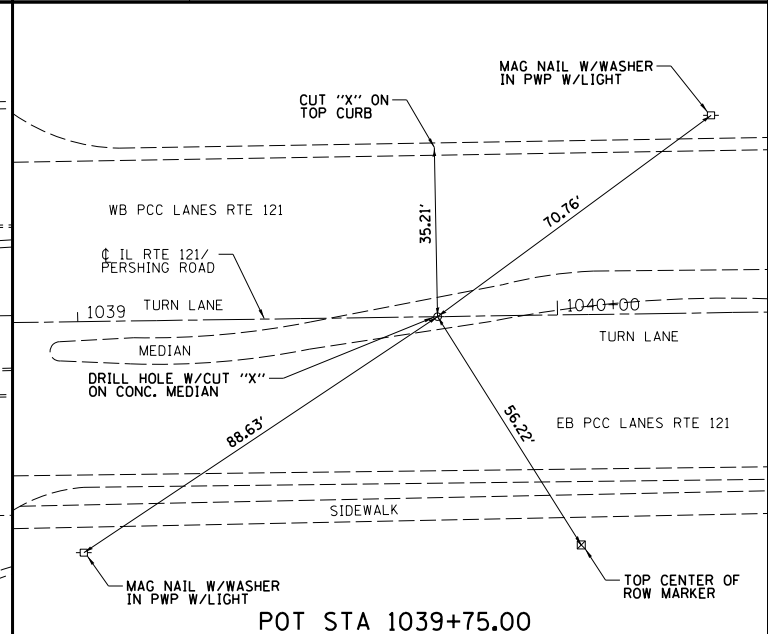 MAG NAIL W/WASHER
IN PWP W/LIGHT
CUT "X" ON
TOP CURB
WB PCC LANES RTE 121
35.21'
70.76'
℄ IL RTE 121/
PERSHING ROAD
1039
TURN LANE
1040+00
TURN LANE
MEDIAN
DRILL HOLE W/CUT "X"
ON CONC. MEDIAN
88.63'
56.22'
EB PCC LANES RTE 121
SIDEWALK
MAG NAIL W/WASHER
IN PWP W/LIGHT
TOP CENTER OF
ROW MARKER
POT STA 1039+75.00